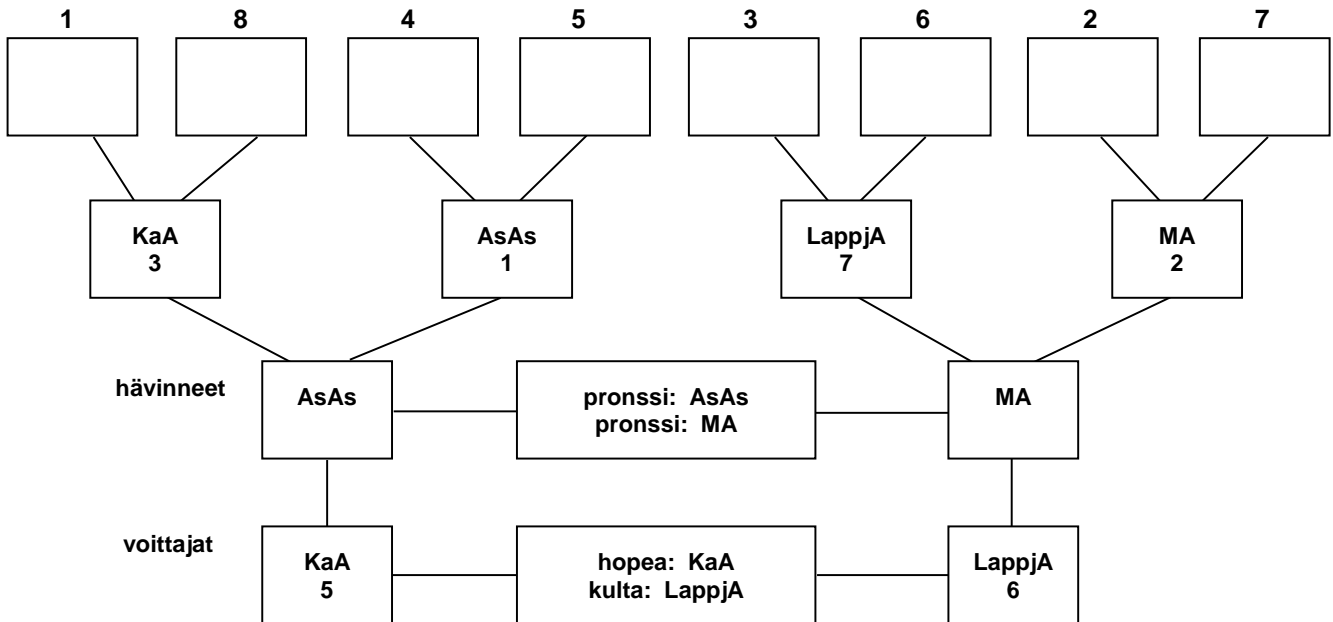 1 8 4 5 3 6 2 7
KaA AsAs LappjA MA
3 1 7 2
hävinneet AsAs pronssi: AsAs MA
pronssi: MA
voittajat KaA hopea: KaA LappjA
5 kulta: LappjA 6